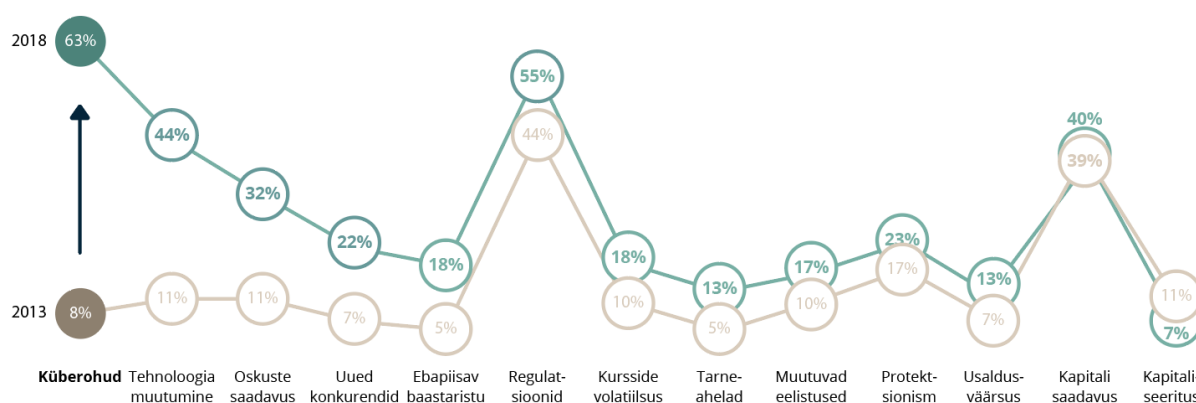 2018
63%
44%
32%
22%
18%
55%
18%
13%
17%
23%
13%
40%
7%
2013
8%
11%
11%
7%
5%
44%
10%
5%
10%
17%
7%
39%
11%
Küberohud
Tehnoloogia
muutumine
Oskuste
saadavus
Uued
konkurendid
Ebapiisav
baastaristu
Regulat-
sioonid
Kursside
volatiilsus
Tarne-
ahelad
Muutuvad
eelistused
Protekt-
sionism
Usaldus-
väärsus
Kapitali
saadavus
Kapitali-
seeritus